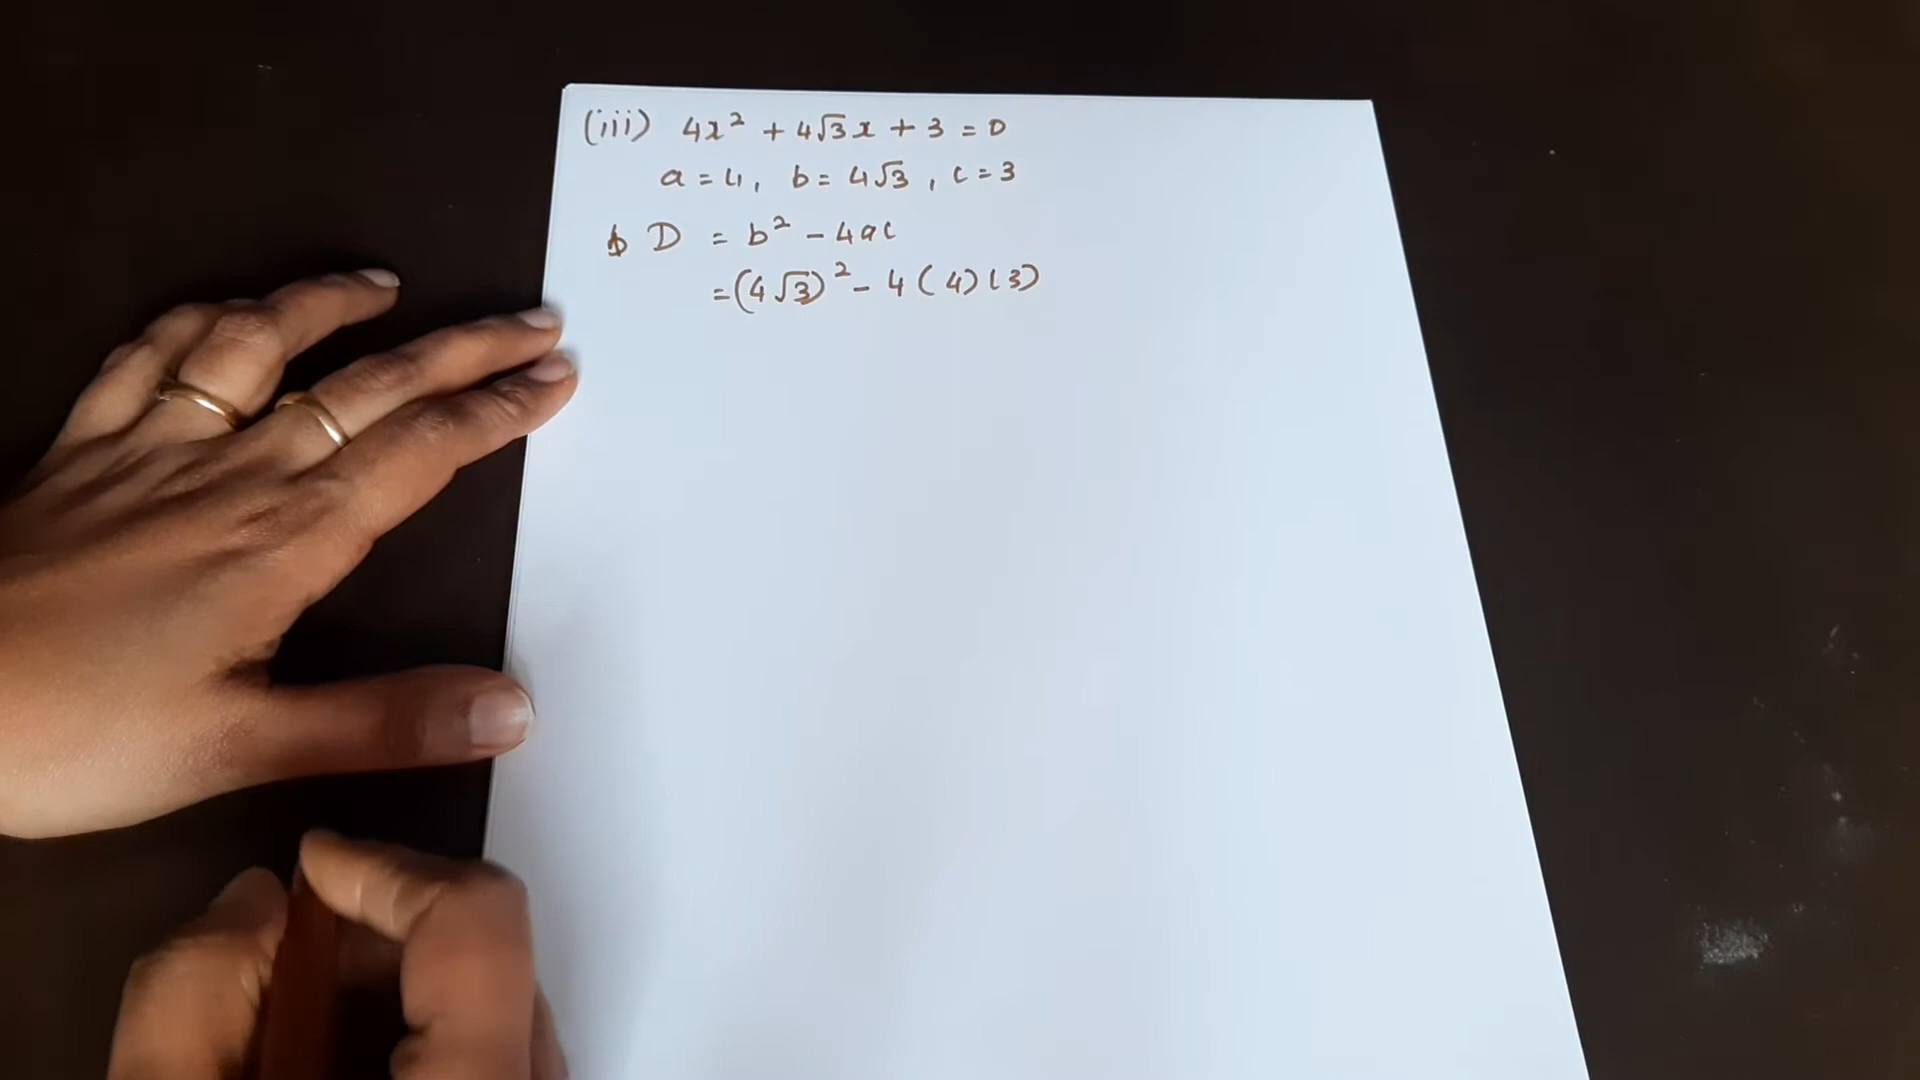 (iii) 4x² + 4√3x + 3 = 0
a = 4, b = 4√3, c = 3
D = b² - 4ac
= (4√3)² - 4(4)(3)